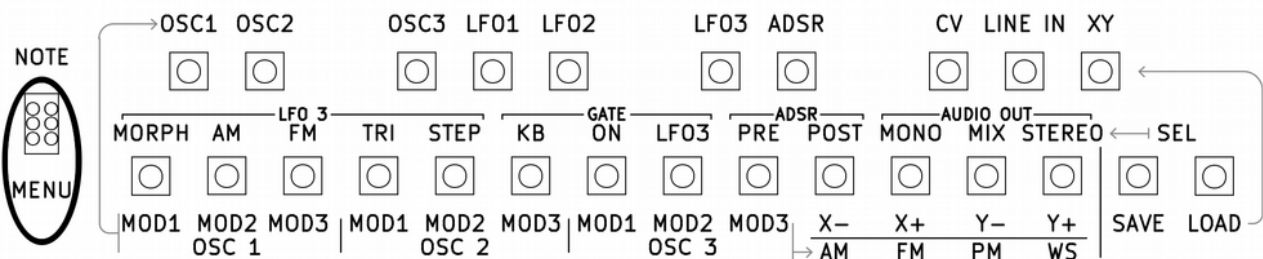 OSC1 OSC2 OSC3 LFO1 LFO2 LFO3 ADSR CV LINE IN XY
NOTE
LFO 3 GATE ADSR AUDIO OUT
MORPH AM FM TRI STEP KB ON LFO3 PRE POST MONO MIX STEREO SEL
MENU
MOD1 MOD2 MOD3 MOD1 MOD2 MOD3 MOD1 MOD2 MOD3 X- X+ Y- Y+ SAVE LOAD
OSC 1 OSC 2 OSC 3 AM FM PM WS